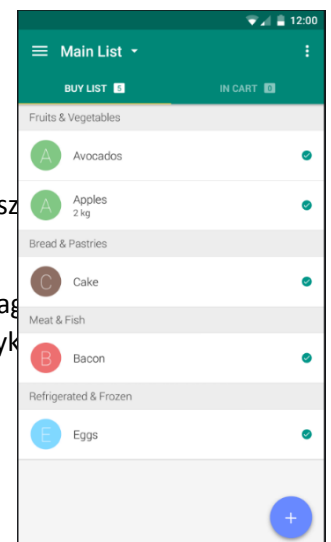 12:00
Main List
BUY LIST 5
IN CART 0
Fruits & Vegetables
A Avocados
A Apples
2 kg
Bread & Pastries
C Cake
Meat & Fish
B Bacon
Refrigerated & Frozen
E Eggs
+